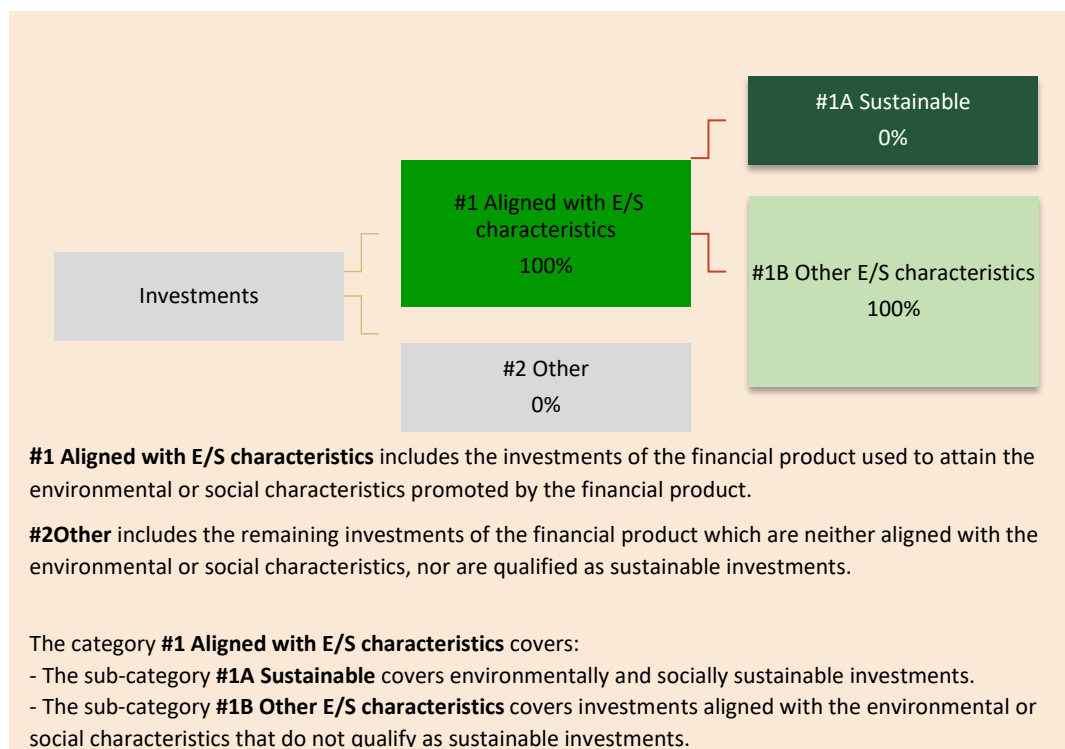 #1A Sustainable
0%
#1 Aligned with E/S
characteristics
100%
#1B Other E/S characteristics
100%
Investments
#2 Other
0%
#1 Aligned with E/S characteristics includes the investments of the financial product used to attain the
environmental or social characteristics promoted by the financial product.
#2Other includes the remaining investments of the financial product which are neither aligned with the
environmental or social characteristics, nor are qualified as sustainable investments.
The category #1 Aligned with E/S characteristics covers:
- The sub-category #1A Sustainable covers environmentally and socially sustainable investments.
- The sub-category #1B Other E/S characteristics covers investments aligned with the environmental or
social characteristics that do not qualify as sustainable investments.